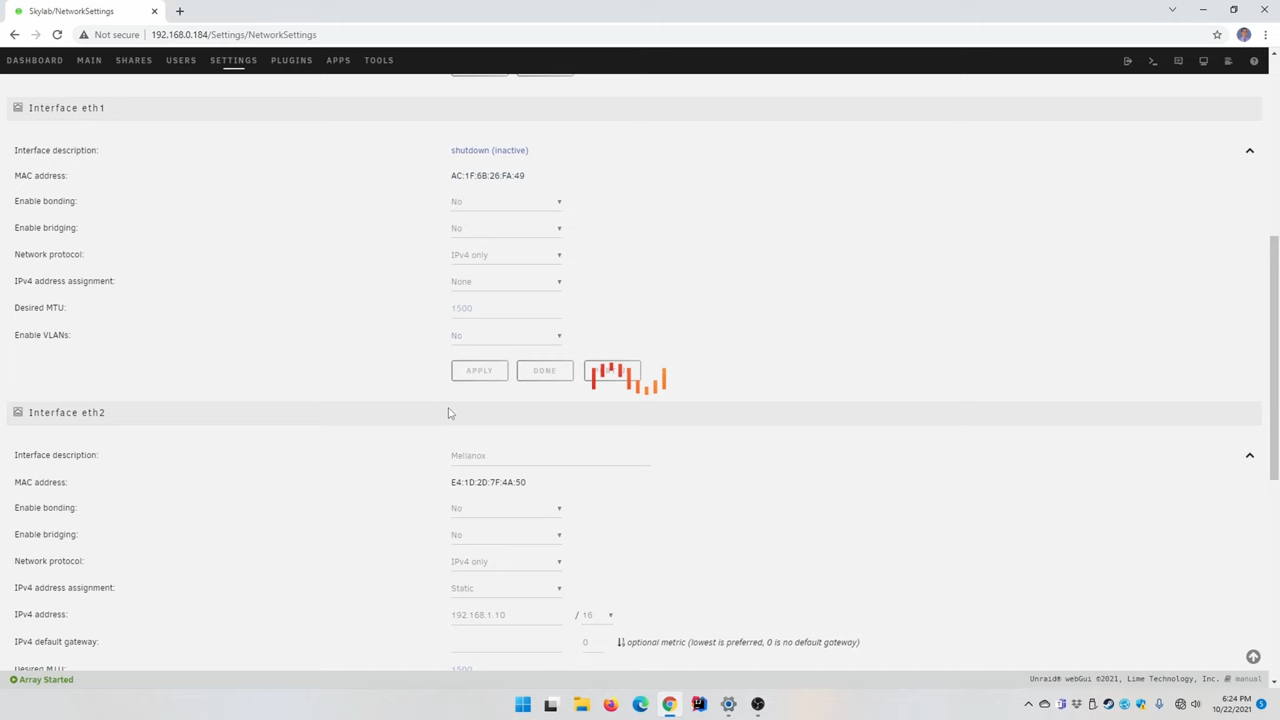 Skylab/NetworkSettings
Not secure
192.168.0.184/Settings/NetworkSettings
DASHBOARD MAIN SHARES USERS SETTINGS PLUGINS APPS TOOLS
Interface eth1
Interface description: shutdown (inactive)
MAC address: AC:1F:6B:26:FA:49
Enable bonding: No
Enable bridging: No
Network protocol: IPv4 only
IPv4 address assignment: None
Desired MTU: 1500
Enable VLANs: No
APPLY DONE
Interface eth2
Interface description: Mellanox
MAC address: E4:1D:2D:7F:4A:50
Enable bonding: No
Enable bridging: No
Network protocol: IPv4 only
IPv4 address assignment: Static
IPv4 address: 192.168.1.10 / 16
IPv4 default gateway: 0 optional metric (lowest is preferred, 0 is no default gateway)
Desired MTU: 1500
Array Started
Unraid® webGui ©2021, Lime Technology, Inc. manual
6:24 PM
10/22/2021